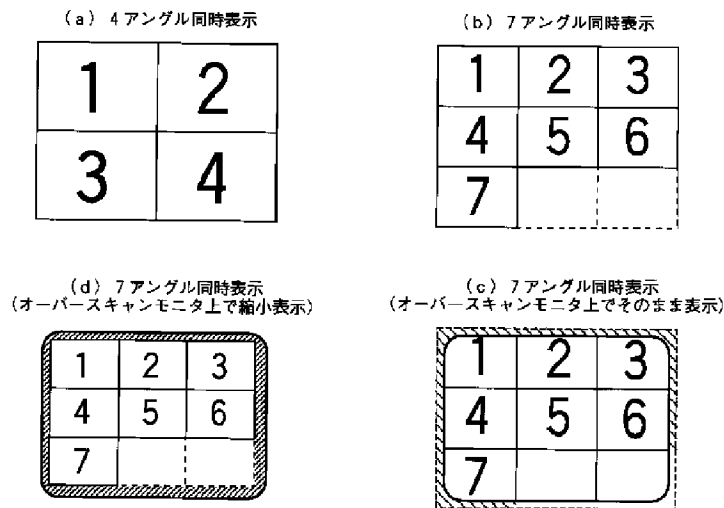 (a) 4アングル同時表示
1 2
3 4
(b) 7アングル同時表示
1 2 3
4 5 6
7
(d) 7アングル同時表示
(オーバースキャンモニタ上で縮小表示)
1 2 3
4 5 6
7
(c) 7アングル同時表示
(オーバースキャンモニタ上でそのまま表示)
1 2 3
4 5 6
7